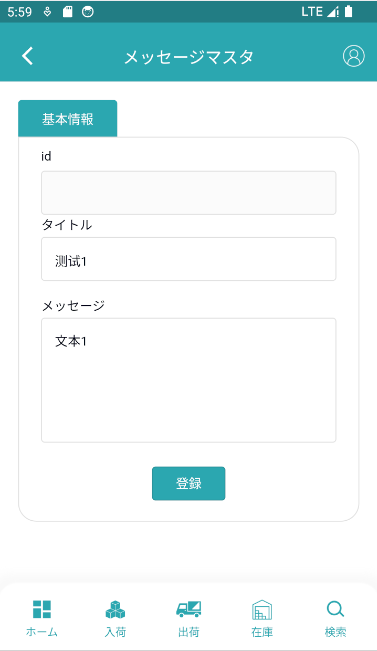 5:59
LTE
メッセージマスタ
基本情報
id
タイトル
测试1
メッセージ
文本1
登録
ホーム 入荷 出荷 在庫 検索